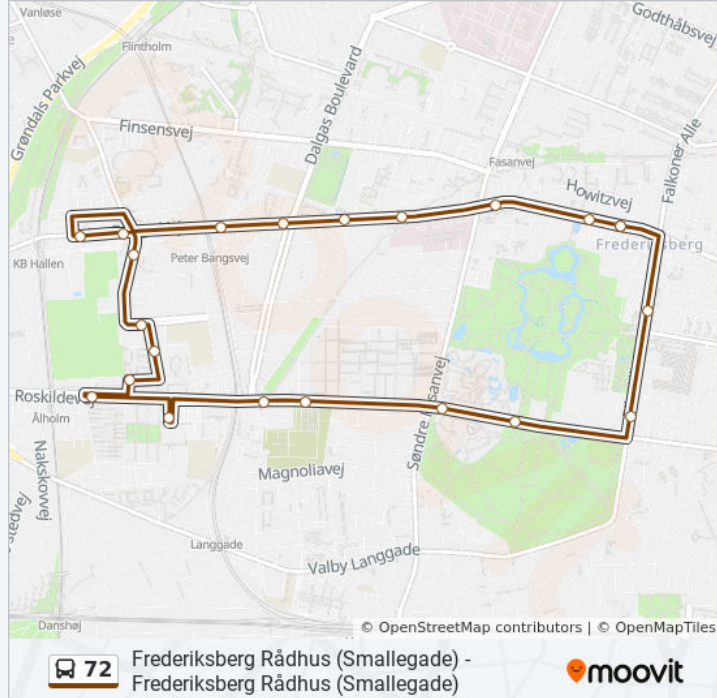 Vanløse
Godthåbsvej
Flintholm
Grøndals Parkvej
Dalgas Boulevard
Finsensvej
Falkoner Alle
Fasanvej
Howitzvej
Frederiksberg
KB Hallen
Peter Bangsvej
Roskildevej
Ålholm
Søndre Fasanvej
Nakskovvej
Magnoliavej
Langgade
Valby Langgade
Danshøj
© OpenStreetMap contributors | © OpenMapTiles
72
Frederiksberg Rådhus (Smallegade) -
Frederiksberg Rådhus (Smallegade)
moovit